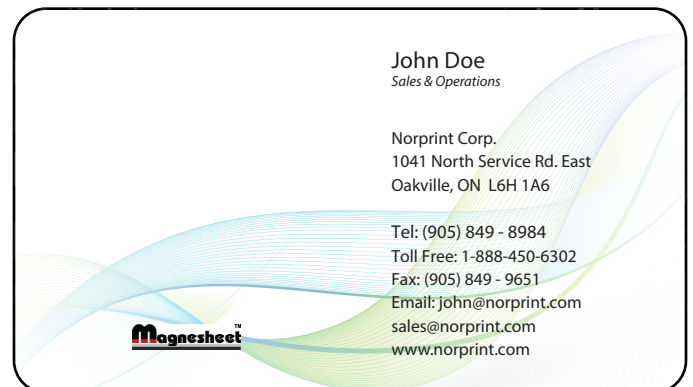 John Doe
Sales & Operations
Norprint Corp.
1041 North Service Rd. East
Oakville, ON L6H 1A6
Tel: (905) 849 - 8984
Toll Free: 1-888-450-6302
Fax: (905) 849 - 9651
Email: john@norprint.com
sales@norprint.com
www.norprint.com
Magnesheet™